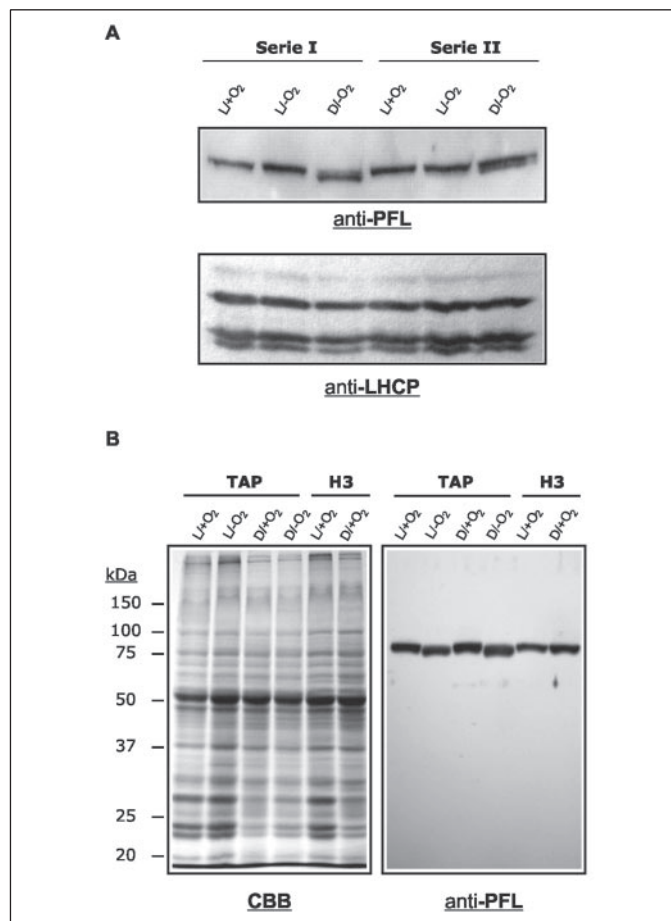 A
Serie I Serie II
L/+O₂ L/-O₂ D/-O₂ L/+O₂ L/-O₂ D/-O₂
anti-PFL
anti-LHCP
B
TAP H3 TAP H3
L/+O₂ L/-O₂ D/+O₂ D/-O₂ L/+O₂ D/+O₂ L/+O₂ L/-O₂ D/+O₂ D/-O₂ L/+O₂ D/+O₂
kDa
150
100
75
50
37
25
20
CBB anti-PFL